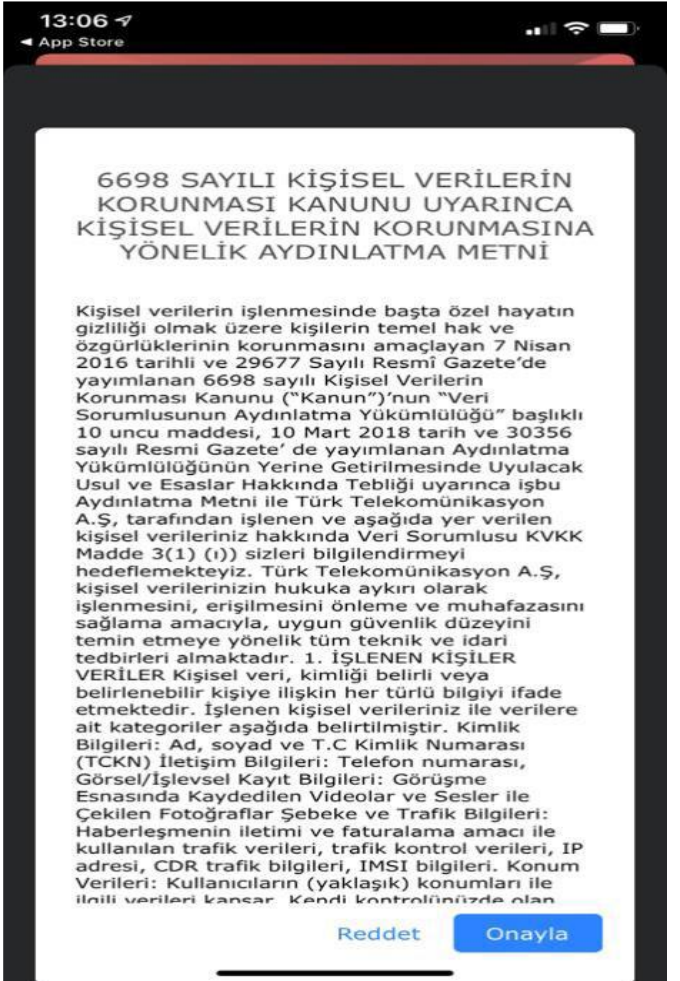 13:06
App Store
6698 SAYILI KİŞİSEL VERİLERİN
KORUNMASI KANUNU UYARINCA
KİŞİSEL VERİLERİN KORUNMASINA
YÖNELİK AYDINLATMA METNİ
Kişisel verilerin işlenmesinde başta özel hayatın
gizliliği olmak üzere kişilerin temel hak ve
özgürlüklerinin korunmasını amaçlayan 7 Nisan
2016 tarihli ve 29677 Sayılı Resmî Gazete’de
yayımlanan 6698 sayılı Kişisel Verilerin
Korunması Kanunu (“Kanun”)’nun “Veri
Sorumlusunun Aydınlatma Yükümlülüğü” başlıklı
10 uncu maddesi, 10 Mart 2018 tarih ve 30356
sayılı Resmi Gazete’ de yayımlanan Aydınlatma
Yükümlülüğünün Yerine Getirilmesinde Uyulacak
Usul ve Esaslar Hakkında Tebliği uyarınca işbu
Aydınlatma Metni ile Türk Telekomünikasyon
A.Ş, tarafından işlenen ve aşağıda yer verilen
kişisel verileriniz hakkında Veri Sorumlusu KVKK
Madde 3(1) (ı)) sizleri bilgilendirmeyi
hedeflemekteyiz. Türk Telekomünikasyon A.Ş,
kişisel verilerinizin hukuka aykırı olarak
işlenmesini, erişilmesini önleme ve muhafazasını
sağlama amacıyla, uygun güvenlik düzeyini
temin etmeye yönelik tüm teknik ve idari
tedbirleri almaktadır. 1. İŞLENEN KİŞİLER
VERİLER Kişisel veri, kimliği belirli veya
belirlenebilir kişiye ilişkin her türlü bilgiyi ifade
etmektedir. İşlenen kişisel verileriniz ile verilere
ait kategoriler aşağıda belirtilmiştir. Kimlik
Bilgileri: Ad, soyad ve T.C Kimlik Numarası
(TCKN) İletişim Bilgileri: Telefon numarası,
Görsel/İşlevsel Kayıt Bilgileri: Görüşme
Esnasında Kaydedilen Videolar ve Sesler ile
Çekilen Fotoğraflar Şebeke ve Trafik Bilgileri:
Haberleşmenin iletimi ve faturalama amacı ile
kullanılan trafik verileri, trafik kontrol verileri, IP
adresi, CDR trafik bilgileri, IMSI bilgileri. Konum
Verileri: Kullanıcıların (yaklaşık) konumları ile
ilgili verileri kapsar. Kendi kontrolünüzde olan
Reddet
Onayla